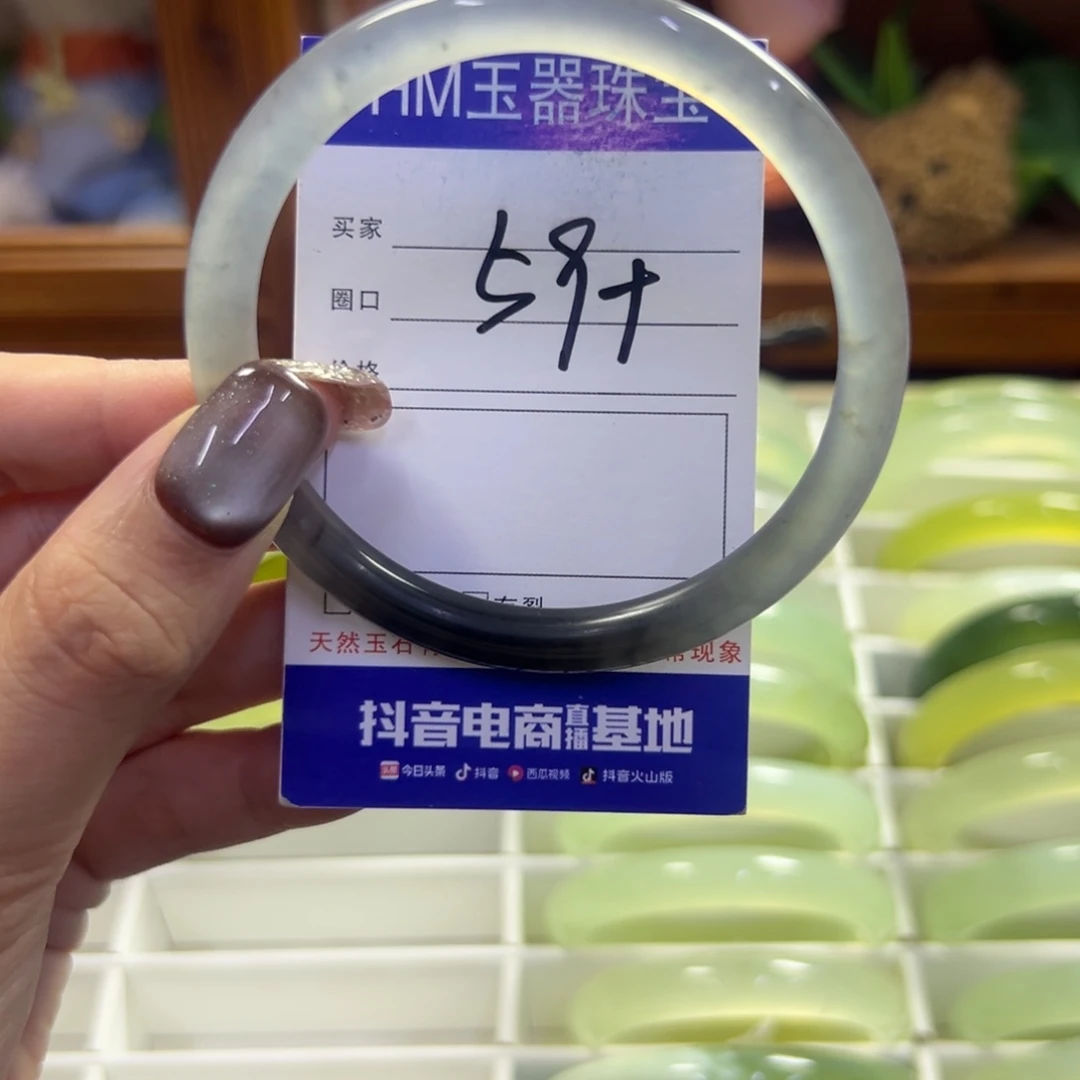 HM玉器珠宝
买家
59+
圈口
价格
有裂
天然玉石
常现象
抖音电商直播基地
头条 今日头条 抖音 西瓜视频 抖音火山版